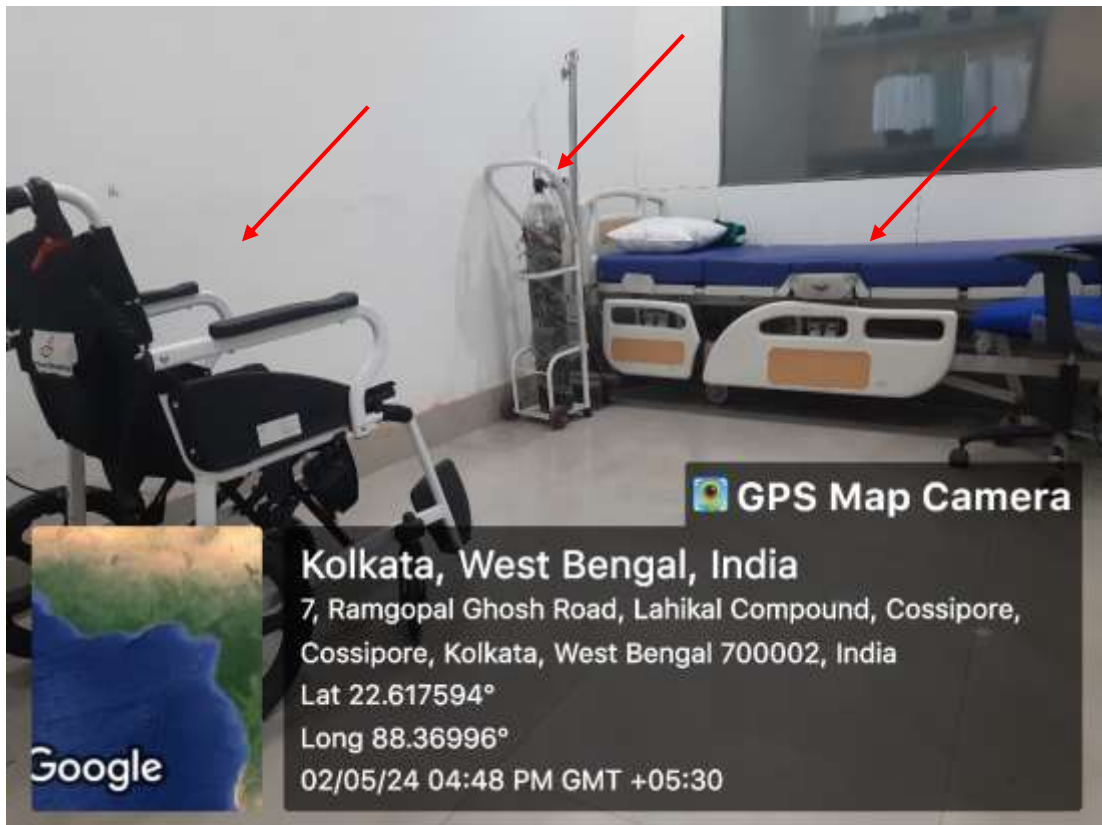 GPS Map Camera
Kolkata, West Bengal, India
7, Ramgopal Ghosh Road, Lahikal Compound, Cossipore,
Cossipore, Kolkata, West Bengal 700002, India
Lat 22.617594°
Long 88.36996°
02/05/24 04:48 PM GMT +05:30
Google